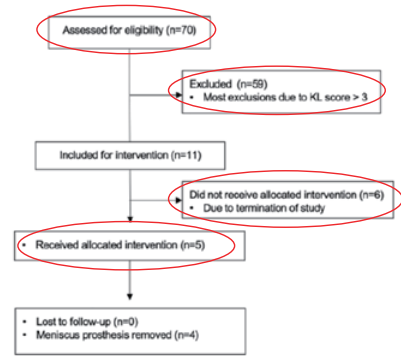 Assessed for eligibility (n=70)
Excluded (n=59)
• Most exclusions due to KL score > 3
Included for intervention (n=11)
Did not receive allocated intervention (n=6)
• Due to termination of study
• Received allocated intervention (n=5)
• Lost to follow-up (n=0)
• Meniscus prosthesis removed (n=4)